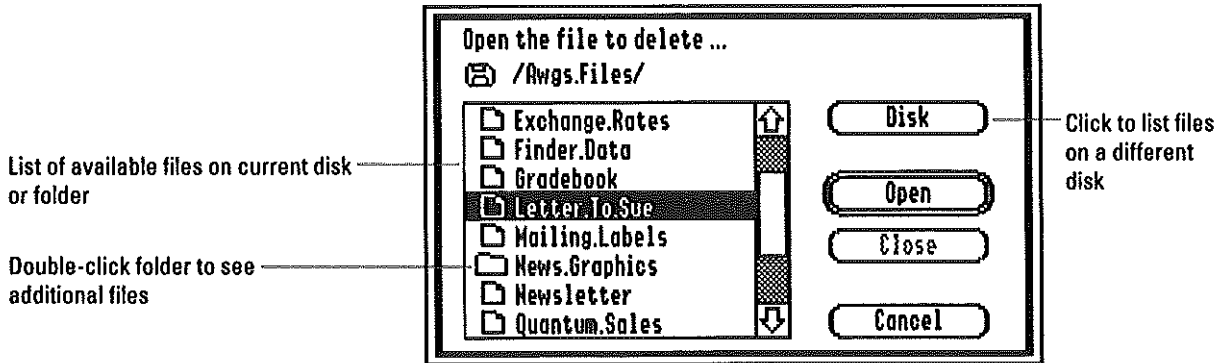 Open the file to delete ...
/Awgs.Files/
Exchange.Rates
Finder.Data
Gradebook
Letter.To.Sue
Mailing.Labels
News.Graphics
Newsletter
Quantum.Sales
Disk
Open
Close
Cancel
List of available files on current disk
or folder
Double-click folder to see
additional files
Click to list files
on a different
disk